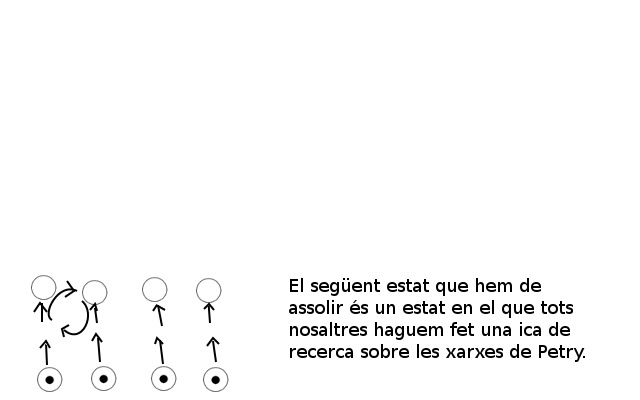 El següent estat que hem de
assolir és un estat en el que tots
nosaltres haguem fet una ica de
recerca sobre les xarxes de Petry.